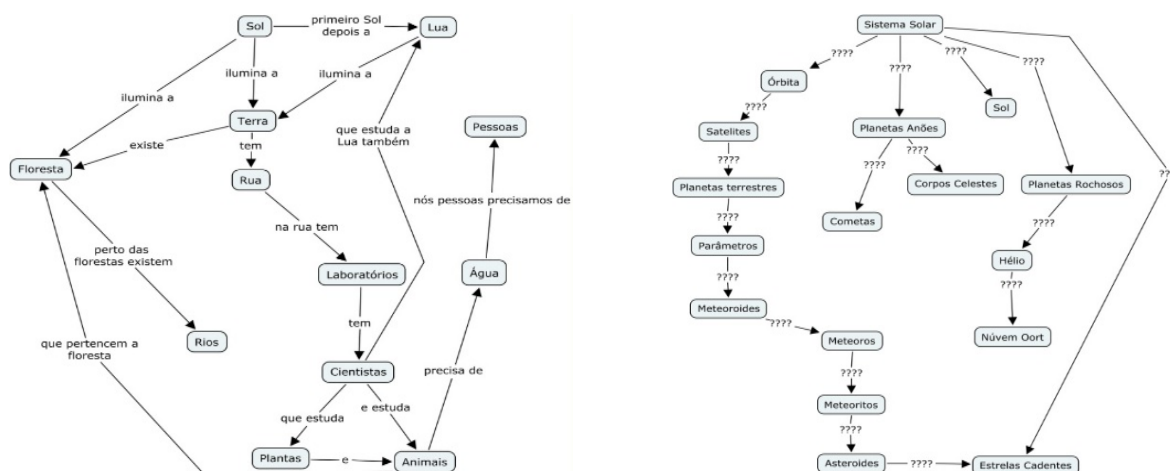 Sol
primeiro Sol
depois a
Lua
ilumina a
ilumina a
ilumina a
Terra
existe
tem
que estuda a
Lua também
Pessoas
Floresta
Rua
nós pessoas precisamos de
na rua tem
perto das
florestas existem
Laboratórios
Água
tem
Rios
que pertencem a
floresta
Cientistas
precisa de
que estuda
e estuda
Plantas
e
Animais
Sistema Solar
????
????
????
????
Órbita
????
Sol
Satelites
Planetas Anões
????
????
????
??
Planetas terrestres
Corpos Celestes
Planetas Rochosos
????
Cometas
????
Parâmetros
Hélio
????
????
Meteoroides
????
Núvem Oort
Meteoros
????
Meteoritos
????
Asteroides
????
Estrelas Cadentes